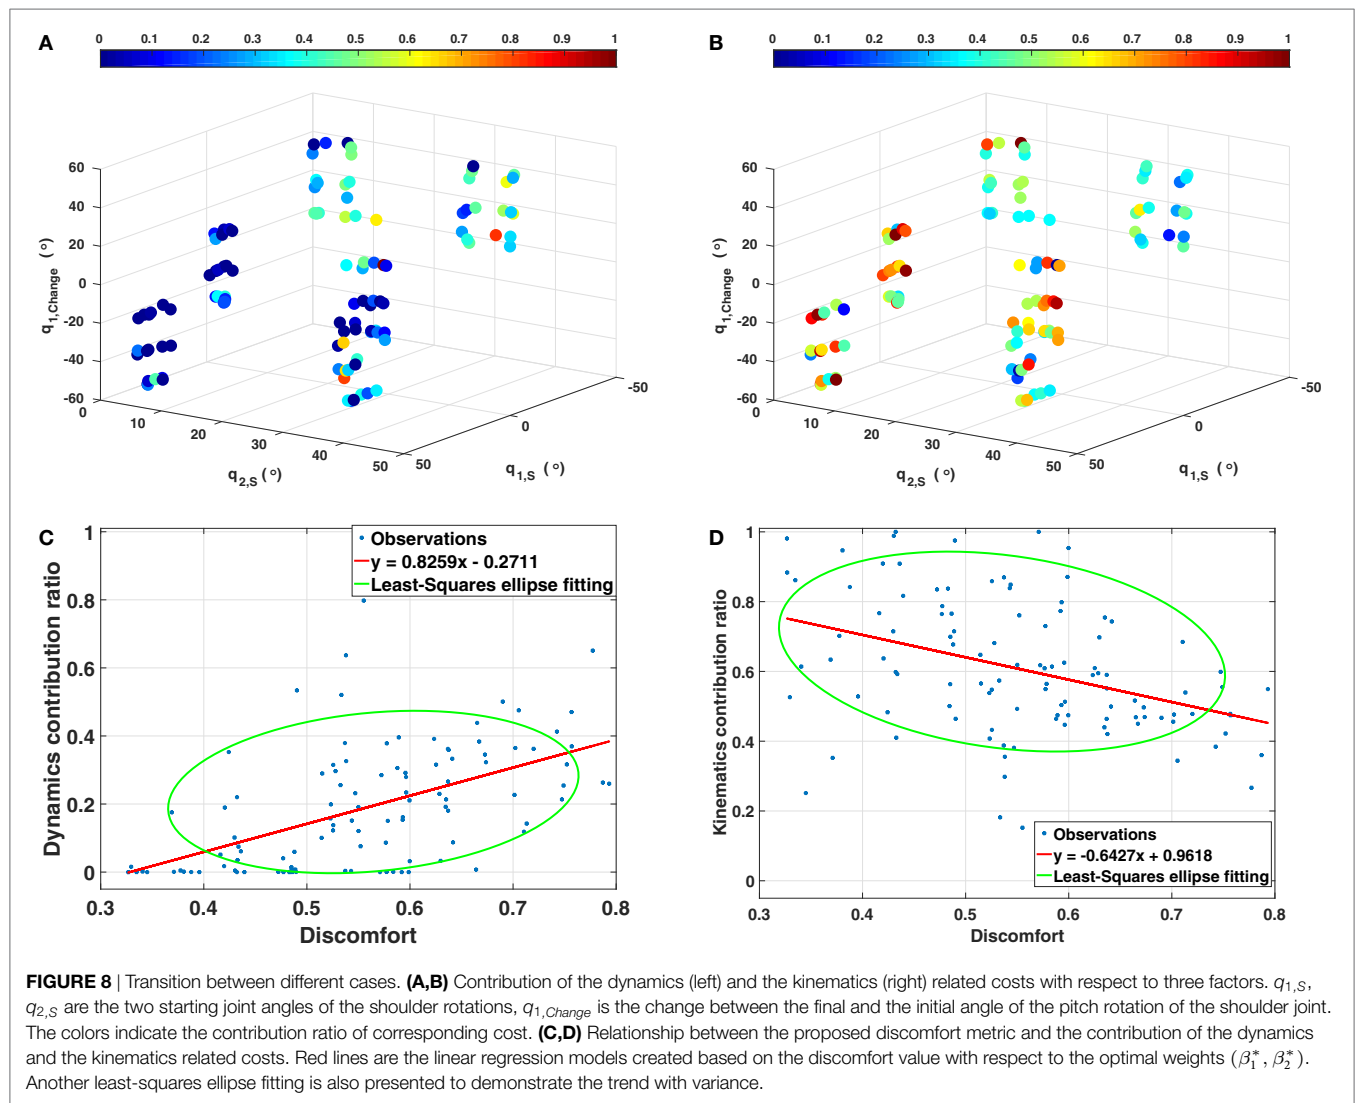 A
0 0.1 0.2 0.3 0.4 0.5 0.6 0.7 0.8 0.9 1
60
40
20
0
-20
-40
-60
q1,Change (°)
0
10
20
30
40
50
q2,S (°)
50
0
-50
q1,S (°)
B
0 0.1 0.2 0.3 0.4 0.5 0.6 0.7 0.8 0.9 1
60
40
20
0
-20
-40
-60
q1,Change (°)
0
10
20
30
40
50
q2,S (°)
50
0
-50
q1,S (°)
C
Observations
y = 0.8259x - 0.2711
Least-Squares ellipse fitting
1
0.8
0.6
0.4
0.2
0
Dynamics contribution ratio
0.3 0.4 0.5 0.6 0.7 0.8
Discomfort
D
1
0.8
0.6
0.4
0.2
0
Kinematics contribution ratio
Observations
y = -0.6427x + 0.9618
Least-Squares ellipse fitting
0.3 0.4 0.5 0.6 0.7 0.8
Discomfort
FIGURE 8 | Transition between different cases. (A,B) Contribution of the dynamics (left) and the kinematics (right) related costs with respect to three factors. q1,S,
q2,S are the two starting joint angles of the shoulder rotations, q1,Change is the change between the final and the initial angle of the pitch rotation of the shoulder joint.
The colors indicate the contribution ratio of corresponding cost. (C,D) Relationship between the proposed discomfort metric and the contribution of the dynamics
and the kinematics related costs. Red lines are the linear regression models created based on the discomfort value with respect to the optimal weights (β1*, β2*).
Another least-squares ellipse fitting is also presented to demonstrate the trend with variance.